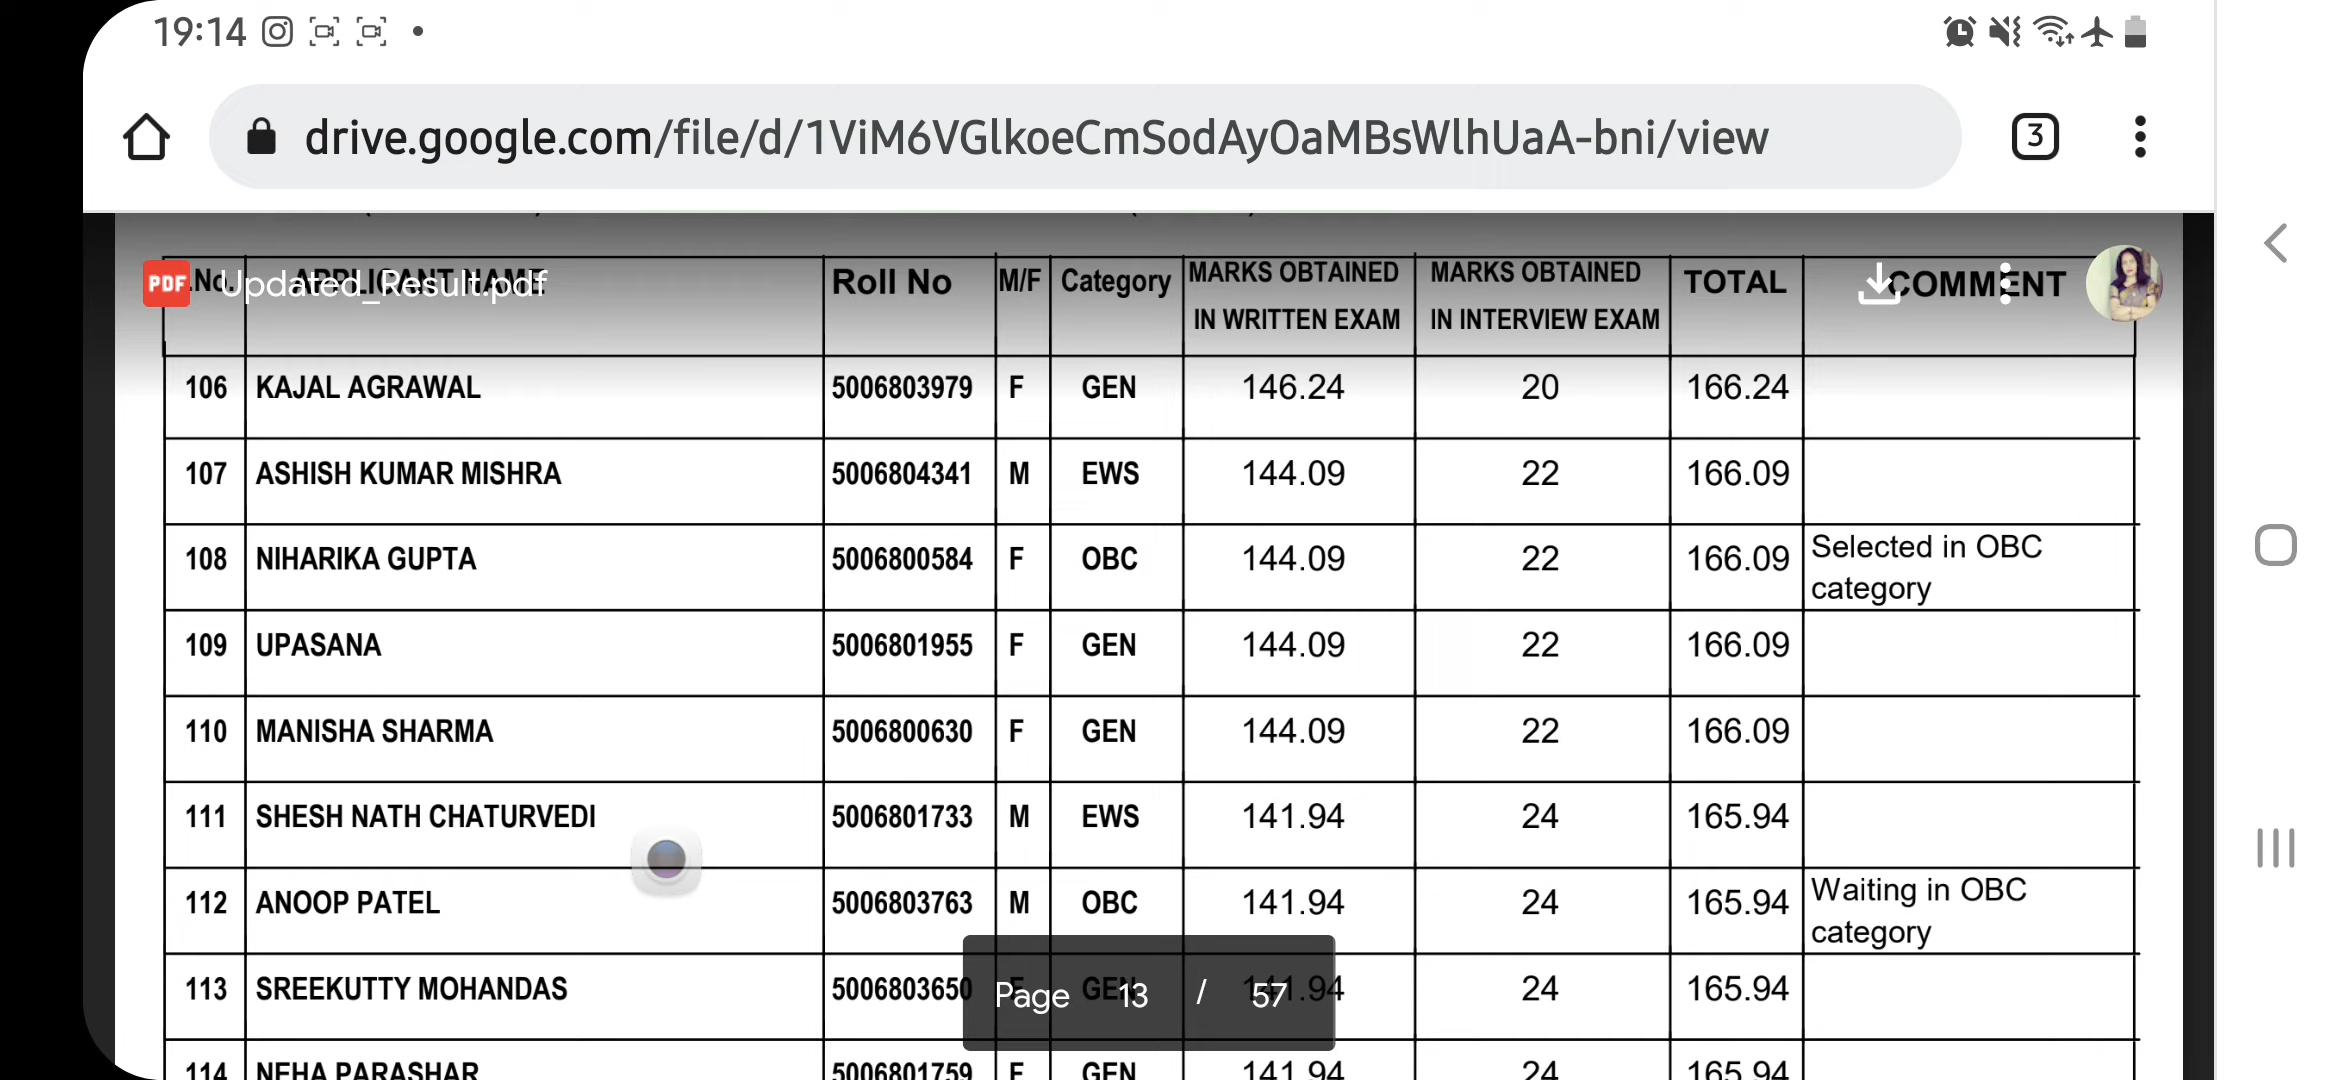 19:14
drive.google.com/file/d/1ViM6VGlkoeCmSodAyOaMBsWlhUaA-bni/view
3
PDF Updated_Result.pdf
.No. APPLICANT NAME Roll No M/F Category MARKS OBTAINED IN WRITTEN EXAM MARKS OBTAINED IN INTERVIEW EXAM TOTAL COMMENT
106 KAJAL AGRAWAL 5006803979 F GEN 146.24 20 166.24
107 ASHISH KUMAR MISHRA 5006804341 M EWS 144.09 22 166.09
108 NIHARIKA GUPTA 5006800584 F OBC 144.09 22 166.09 Selected in OBC category
109 UPASANA 5006801955 F GEN 144.09 22 166.09
110 MANISHA SHARMA 5006800630 F GEN 144.09 22 166.09
111 SHESH NATH CHATURVEDI 5006801733 M EWS 141.94 24 165.94
112 ANOOP PATEL 5006803763 M OBC 141.94 24 165.94 Waiting in OBC category
113 SREEKUTTY MOHANDAS 5006803650 F GEN 141.94 24 165.94
Page 13 / 57
114 NEHA PARASHAR 5006801759 F GEN 141.94 24 165.94